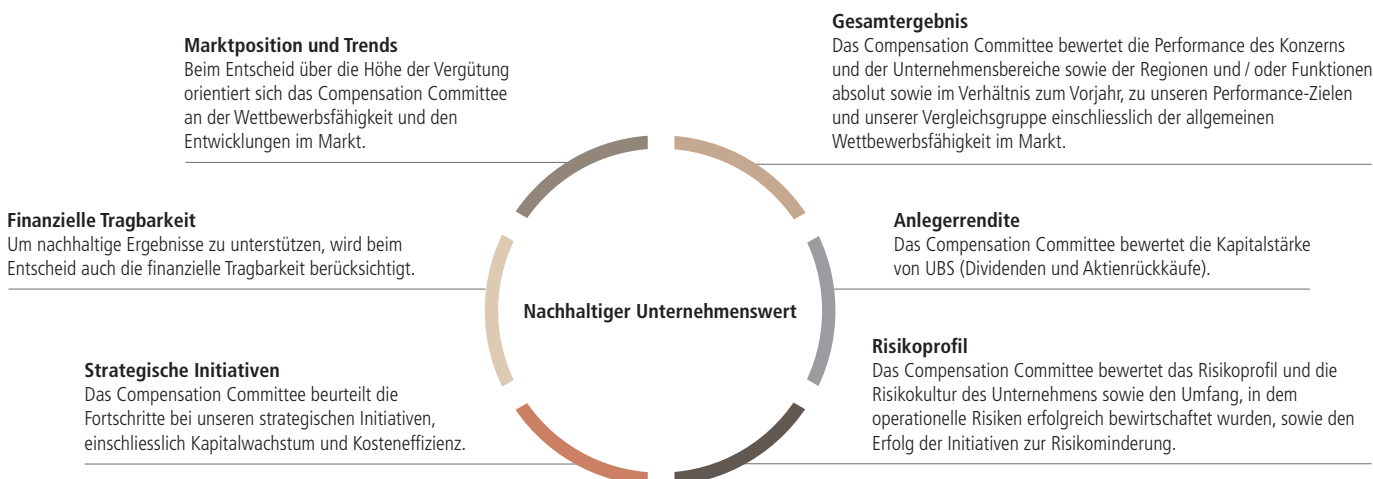 Marktposition und Trends
Beim Entscheid über die Höhe der Vergütung
orientiert sich das Compensation Committee
an der Wettbewerbsfähigkeit und den
Entwicklungen im Markt.
Gesamtergebnis
Das Compensation Committee bewertet die Performance des Konzerns
und der Unternehmensbereiche sowie der Regionen und / oder Funktionen
absolut sowie im Verhältnis zum Vorjahr, zu unseren Performance-Zielen
und unserer Vergleichsgruppe einschliesslich der allgemeinen
Wettbewerbsfähigkeit im Markt.
Finanzielle Tragbarkeit
Um nachhaltige Ergebnisse zu unterstützen, wird beim
Entscheid auch die finanzielle Tragbarkeit berücksichtigt.
Anlegerrendite
Das Compensation Committee bewertet die Kapitalstärke
von UBS (Dividenden und Aktienrückkäufe).
Nachhaltiger Unternehmenswert
Strategische Initiativen
Das Compensation Committee beurteilt die
Fortschritte bei unseren strategischen Initiativen,
einschliesslich Kapitalwachstum und Kosteneffizienz.
Risikoprofil
Das Compensation Committee bewertet das Risikoprofil und die
Risikokultur des Unternehmens sowie den Umfang, in dem
operationelle Risiken erfolgreich bewirtschaftet wurden, sowie den
Erfolg der Initiativen zur Risikominderung.